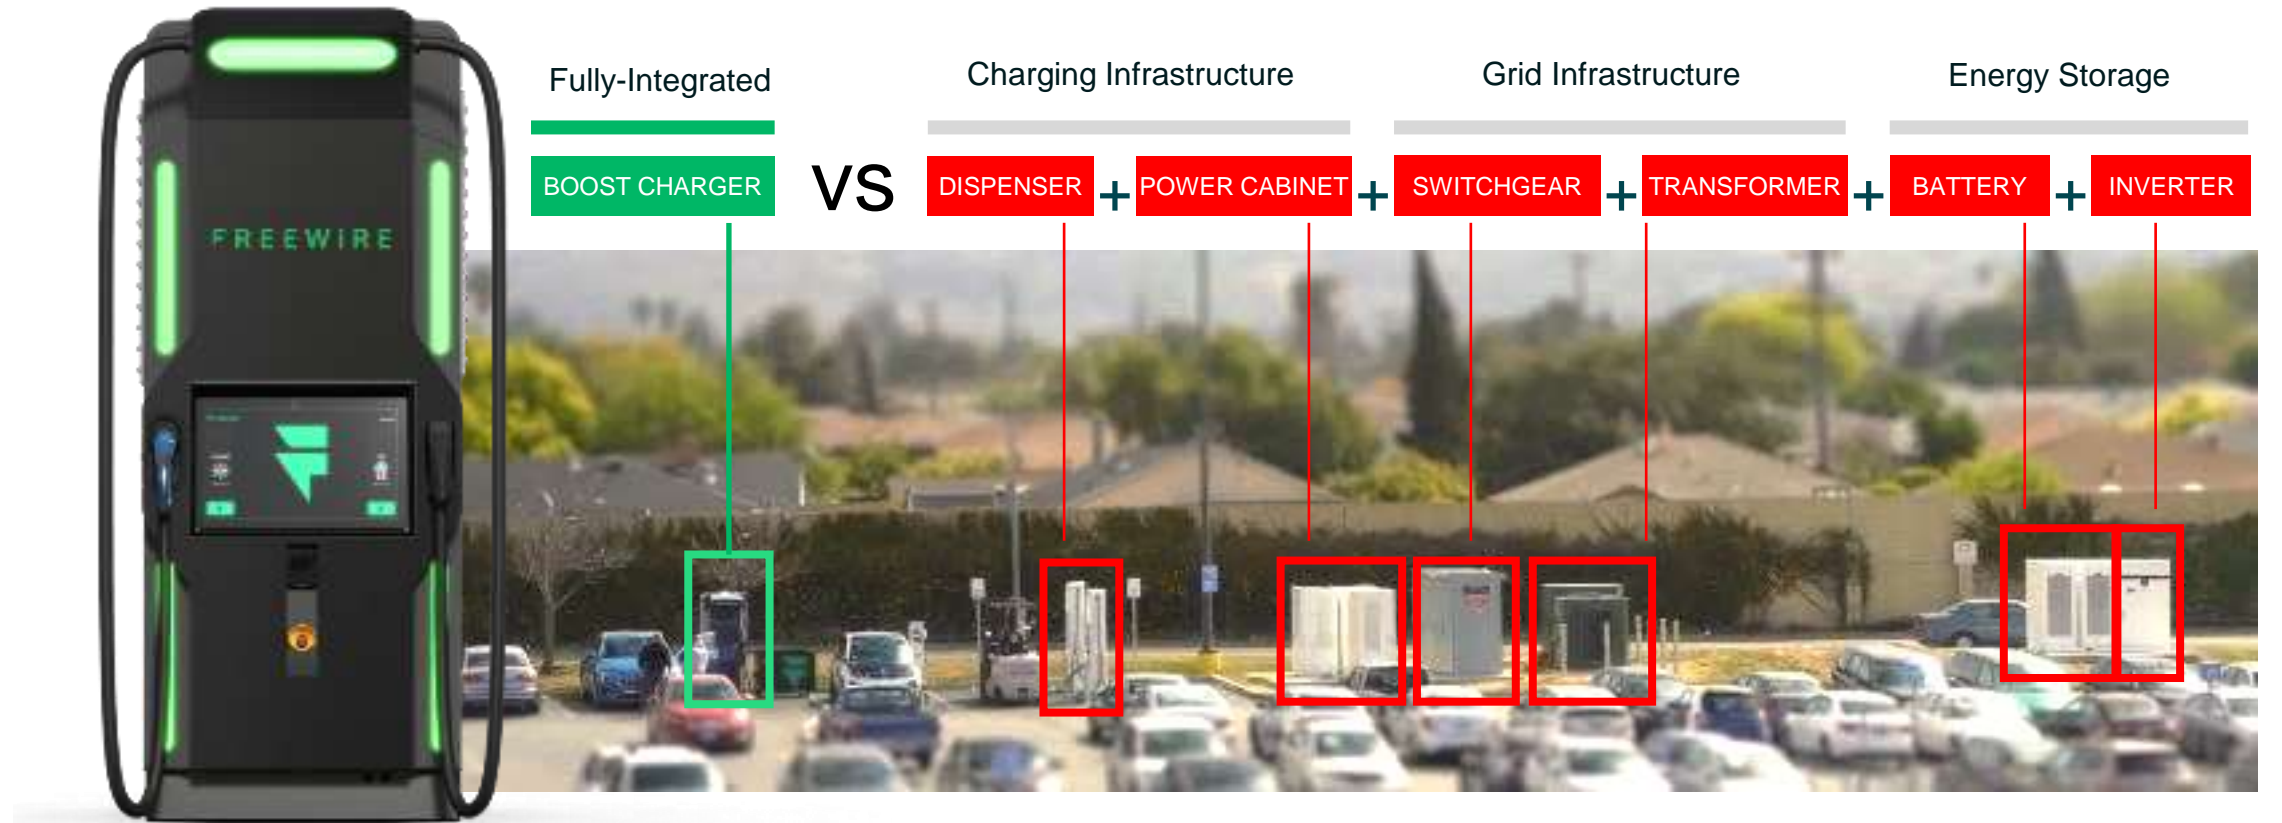 Fully-Integrated
Charging Infrastructure
Grid Infrastructure
Energy Storage
BOOST CHARGER
VS
DISPENSER
+
POWER CABINET
+
SWITCHGEAR
+
TRANSFORMER
+
BATTERY
+
INVERTER
FREEWIRE